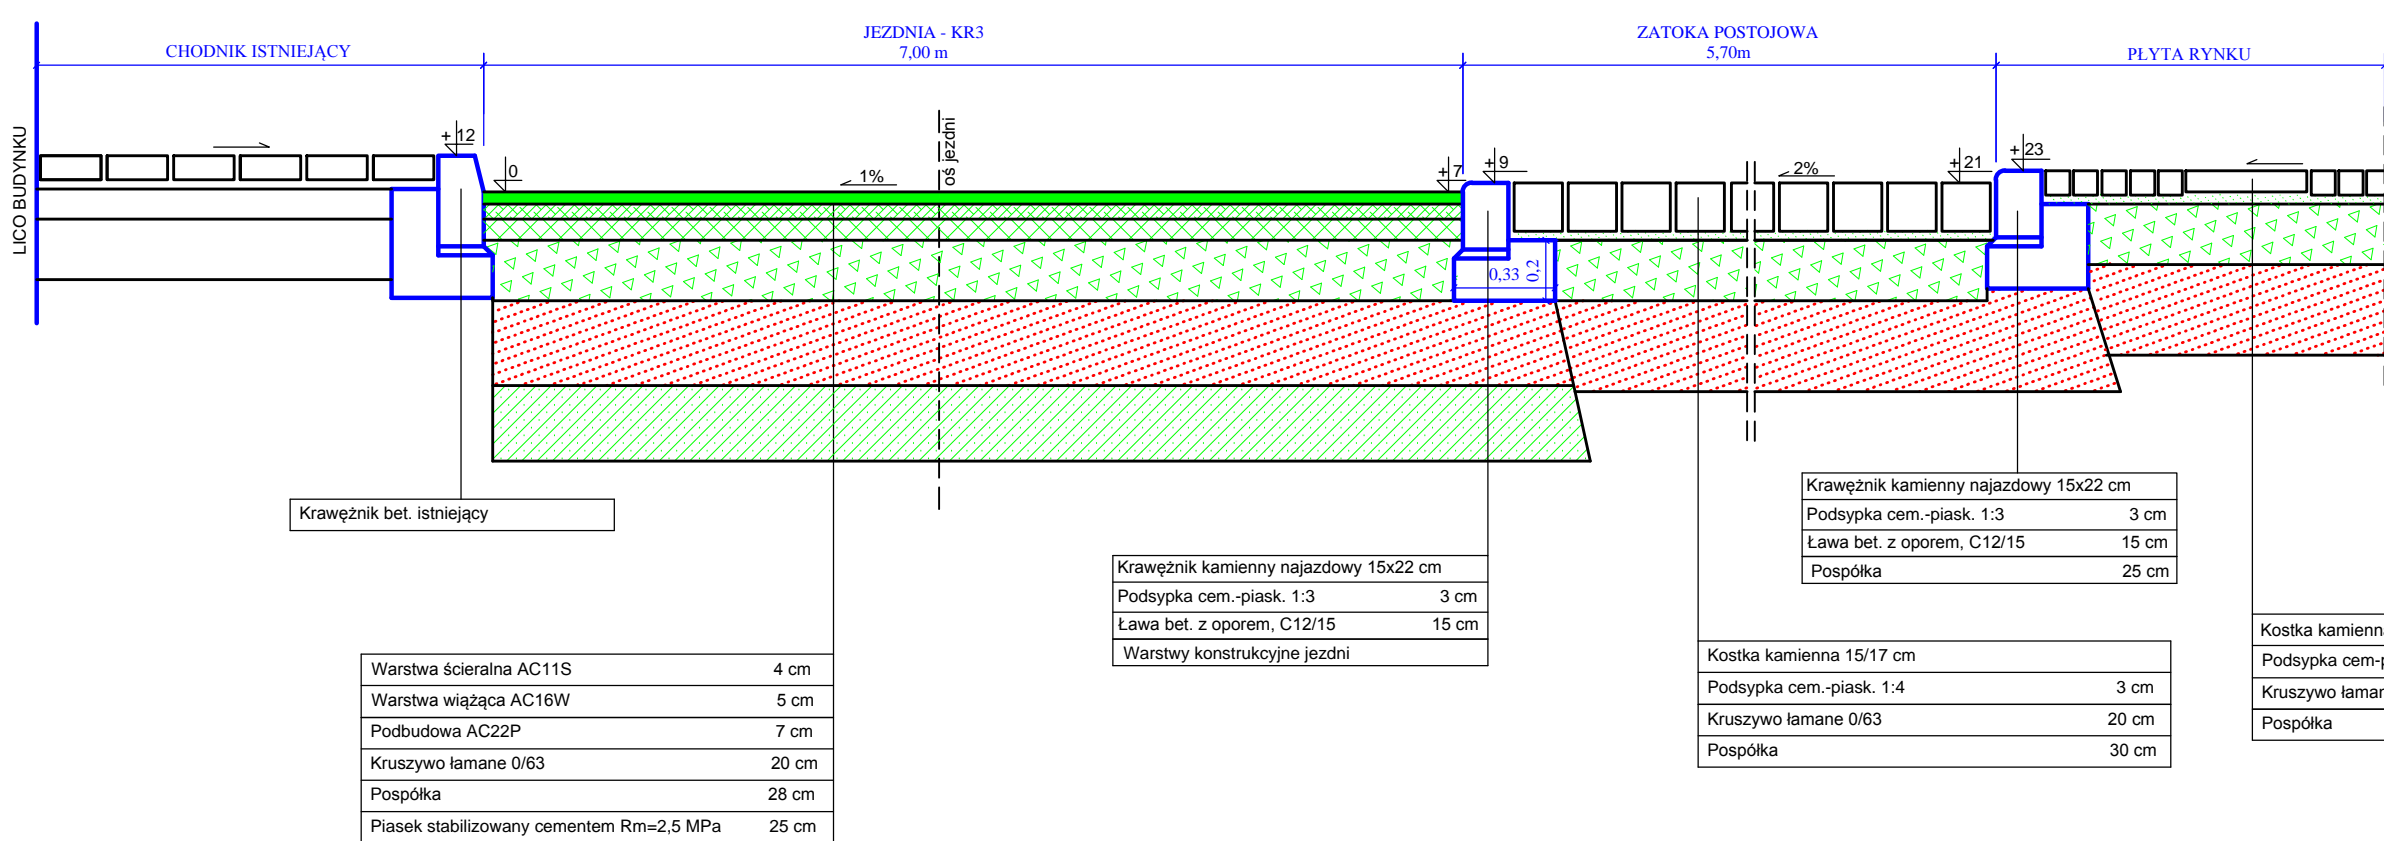 CHODNIK ISTNIEJĄCY
JEZDNIA - KR3
7,00 m
ZATOKA POSTOJOWA
5,70m
PŁYTA RYNKU
LICO BUDYNKU
+ 12
0
1%
oś jezdni
+ 7
+ 9
2%
+ 21
+ 23
0,33
0,2
Krawężnik bet. istniejący
Krawężnik kamienny najazdowy 15x22 cm
Podsypka cem.-piask. 1:3 3 cm
Ława bet. z oporem, C12/15 15 cm
Pospółka 25 cm
Krawężnik kamienny najazdowy 15x22 cm
Podsypka cem.-piask. 1:3 3 cm
Ława bet. z oporem, C12/15 15 cm
Warstwy konstrukcyjne jezdni
Warstwa ścieralna AC11S 4 cm
Warstwa wiążąca AC16W 5 cm
Podbudowa AC22P 7 cm
Kruszywo łamane 0/63 20 cm
Pospółka 28 cm
Piasek stabilizowany cementem Rm=2,5 MPa 25 cm
Kostka kamienna 15/17 cm
Podsypka cem.-piask. 1:4 3 cm
Kruszywo łamane 0/63 20 cm
Pospółka 30 cm
Kostka
Podsypka
Kruszywo
Pospółka